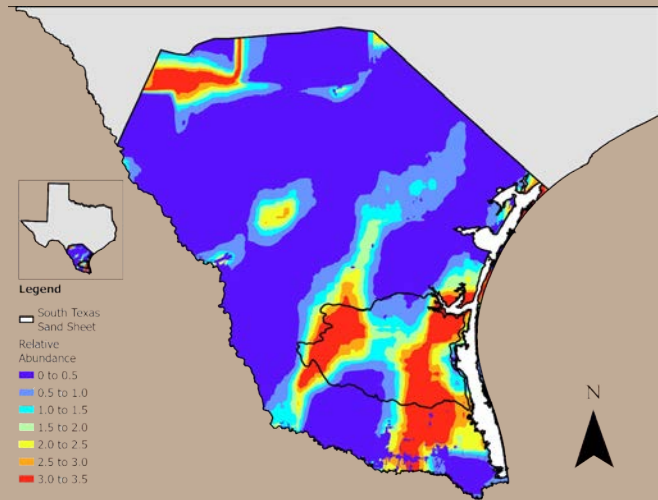 Legend
South Texas
Sand Sheet
Relative
Abundance
0 to 0.5
0.5 to 1.0
1.0 to 1.5
1.5 to 2.0
2.0 to 2.5
2.5 to 3.0
3.0 to 3.5
N